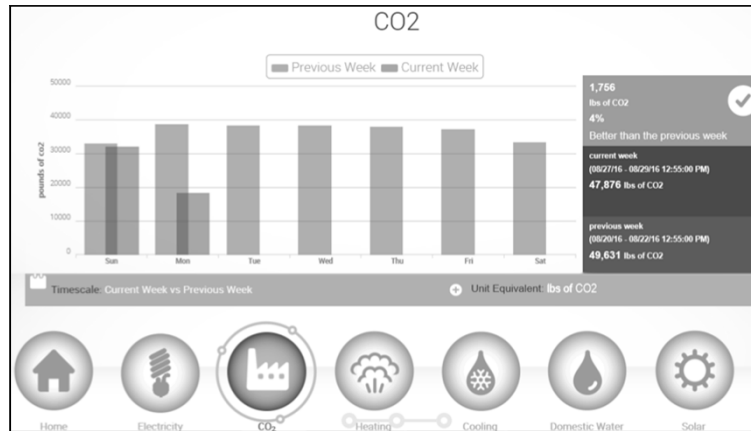 CO2
Previous Week Current Week
50000
40000
30000
20000
10000
0
pounds of co2
Sun Mon Tue Wed Thu Fri Sat
1,756
lbs of CO2
4%
Better than the previous week
current week
(08/27/16 - 08/29/16 12:55:00 PM)
47,876 lbs of CO2
previous week
(08/20/16 - 08/22/16 12:55:00 PM)
49,631 lbs of CO2
Timescale: Current Week vs Previous Week
Unit Equivalent: lbs of CO2
Home Electricity CO₂ Heating Cooling Domestic Water Solar